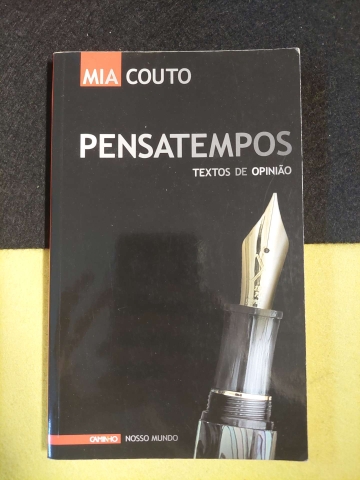 MIA COUTO
PENSATEMPOS
TEXTOS DE OPINIÃO
CAMINHO NOSSO MUNDO